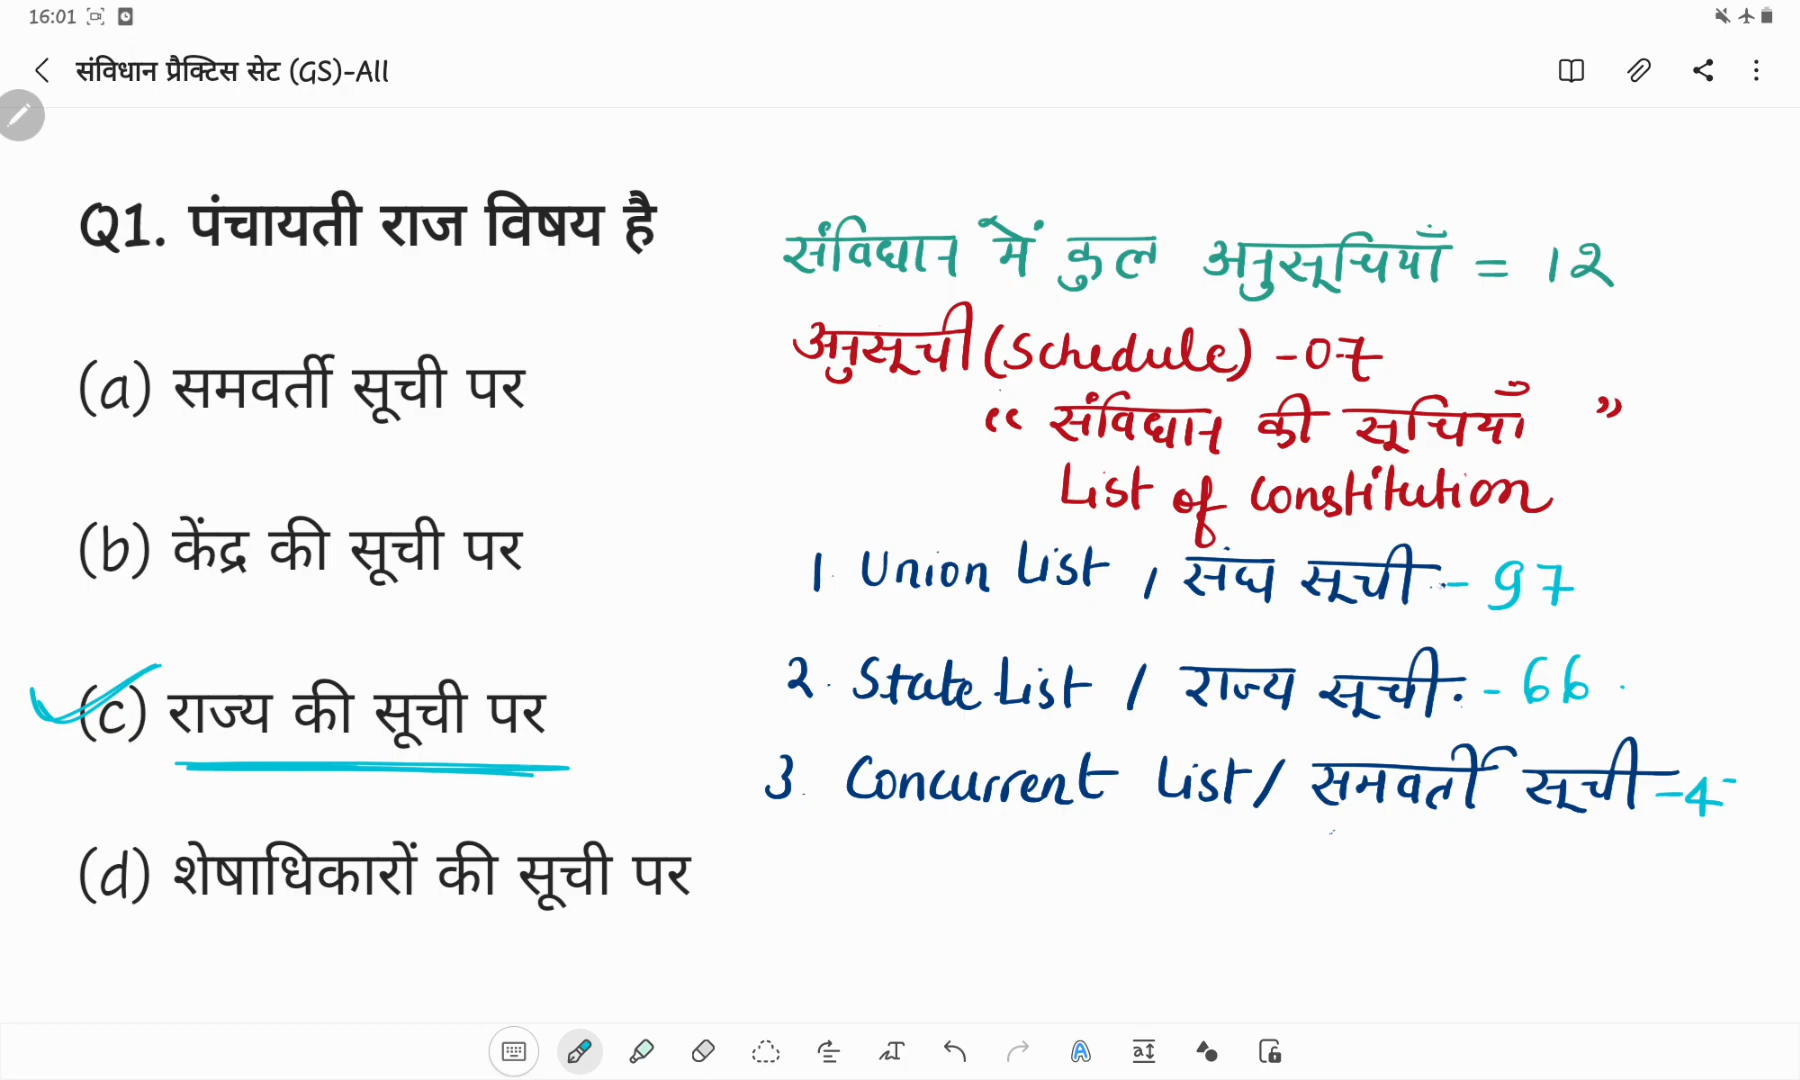 16:01
संविधान प्रैक्टिस सेट (GS)-All
Q1. पंचायती राज विषय है
(a) समवर्ती सूची पर
(b) केंद्र की सूची पर
(c) राज्य की सूची पर
(d) शेषाधिकारों की सूची पर
संविधान में कुल अनुसूचियाँ = 12
अनुसूची (Schedule) -07
“ संविधान की सूचियाँ ”
List of Constitution
1. Union List / संघ सूची - 97
2. State List / राज्य सूची - 66
3. Concurrent List / समवर्ती सूची -4